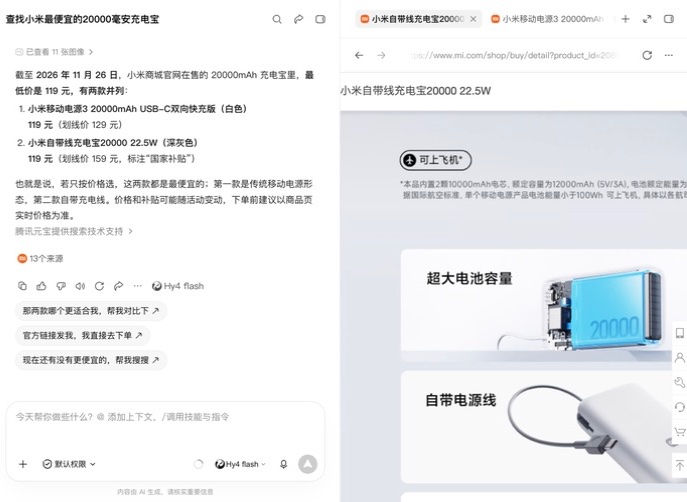 查找小米最便宜的20000毫安充电宝
已查看 11 张图像
截至 2026 年 11 月 26 日，小米商城官网在售的 20000mAh 充电宝里，最
低价是 119 元，有两款并列：
1. 小米移动电源3 20000mAh USB-C双向快充版（白色）
119 元（划线价 129 元）
2. 小米自带线充电宝20000 22.5W（深灰色）
119 元（划线价 159 元，标注“国家补贴”）
也就是说，若只按价格选，这两款都是最便宜的；第一款是传统移动电源形
态，第二款自带充电线。价格和补贴可能随活动变动，下单前建议以商品页
实时价格为准。
腾讯元宝提供搜索技术支持
13个来源
Hy4 flash
那两款哪个更适合我，帮我对比下
官方链接发我，我直接去下单
现在还有没有更便宜的，帮我搜搜
今天帮你做些什么？@ 添加上下文，/调用技能与指令
默认权限
Hy4 flash
内容由 AI 生成，请核实重要信息
小米自带线充电宝20000
小米移动电源3 20000mAh
://www.mi.com/shop/buy/detail?product_id=
小米自带线充电宝20000 22.5W
可上飞机*
*本品内置2颗10000mAh电芯，额定容量为12000mAh (5V/3A)，电池额定能量为
据国际航空标准，单个移动电源产品电池能量小于100Wh 可上飞机，具体以各航
超大电池容量
20000
自带电源线